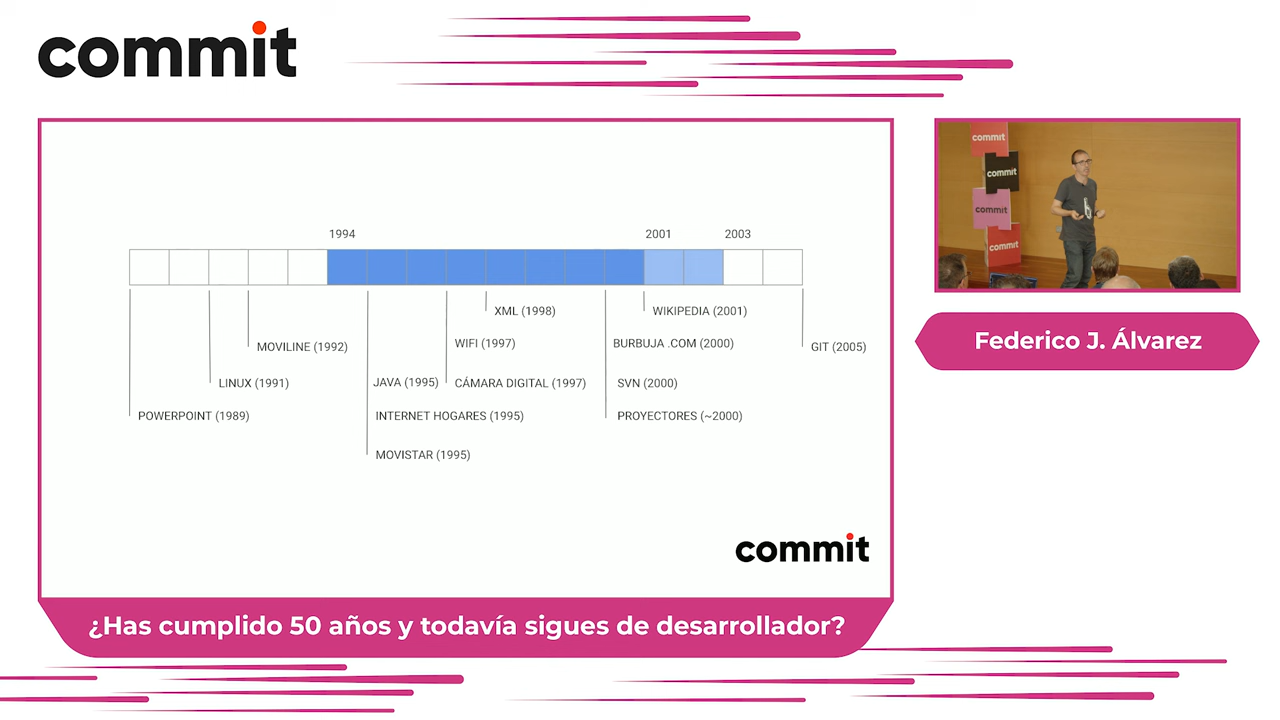 commit
1994
2001
2003
XML (1998)
WIKIPEDIA (2001)
MOVILINE (1992)
WIFI (1997)
BURBUJA .COM (2000)
GIT (2005)
LINUX (1991)
JAVA (1995)
CÁMARA DIGITAL (1997)
SVN (2000)
POWERPOINT (1989)
INTERNET HOGARES (1995)
PROYECTORES (~2000)
MOVISTAR (1995)
commit
¿Has cumplido 50 años y todavía sigues de desarrollador?
commit
commit
commit
commit
Federico J. Álvarez